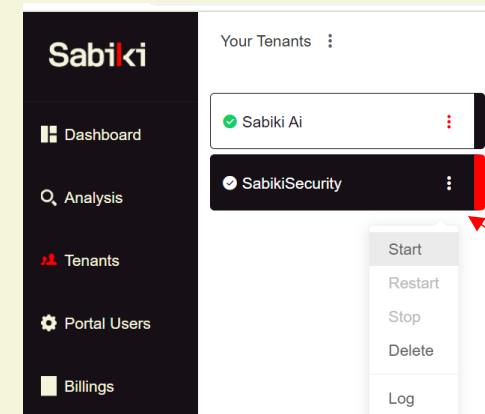 Sabiki
Your Tenants
Dashboard
Sabiki Ai
Analysis
SabikiSecurity
Tenants
Start
Restart
Portal Users
Stop
Delete
Billings
Log